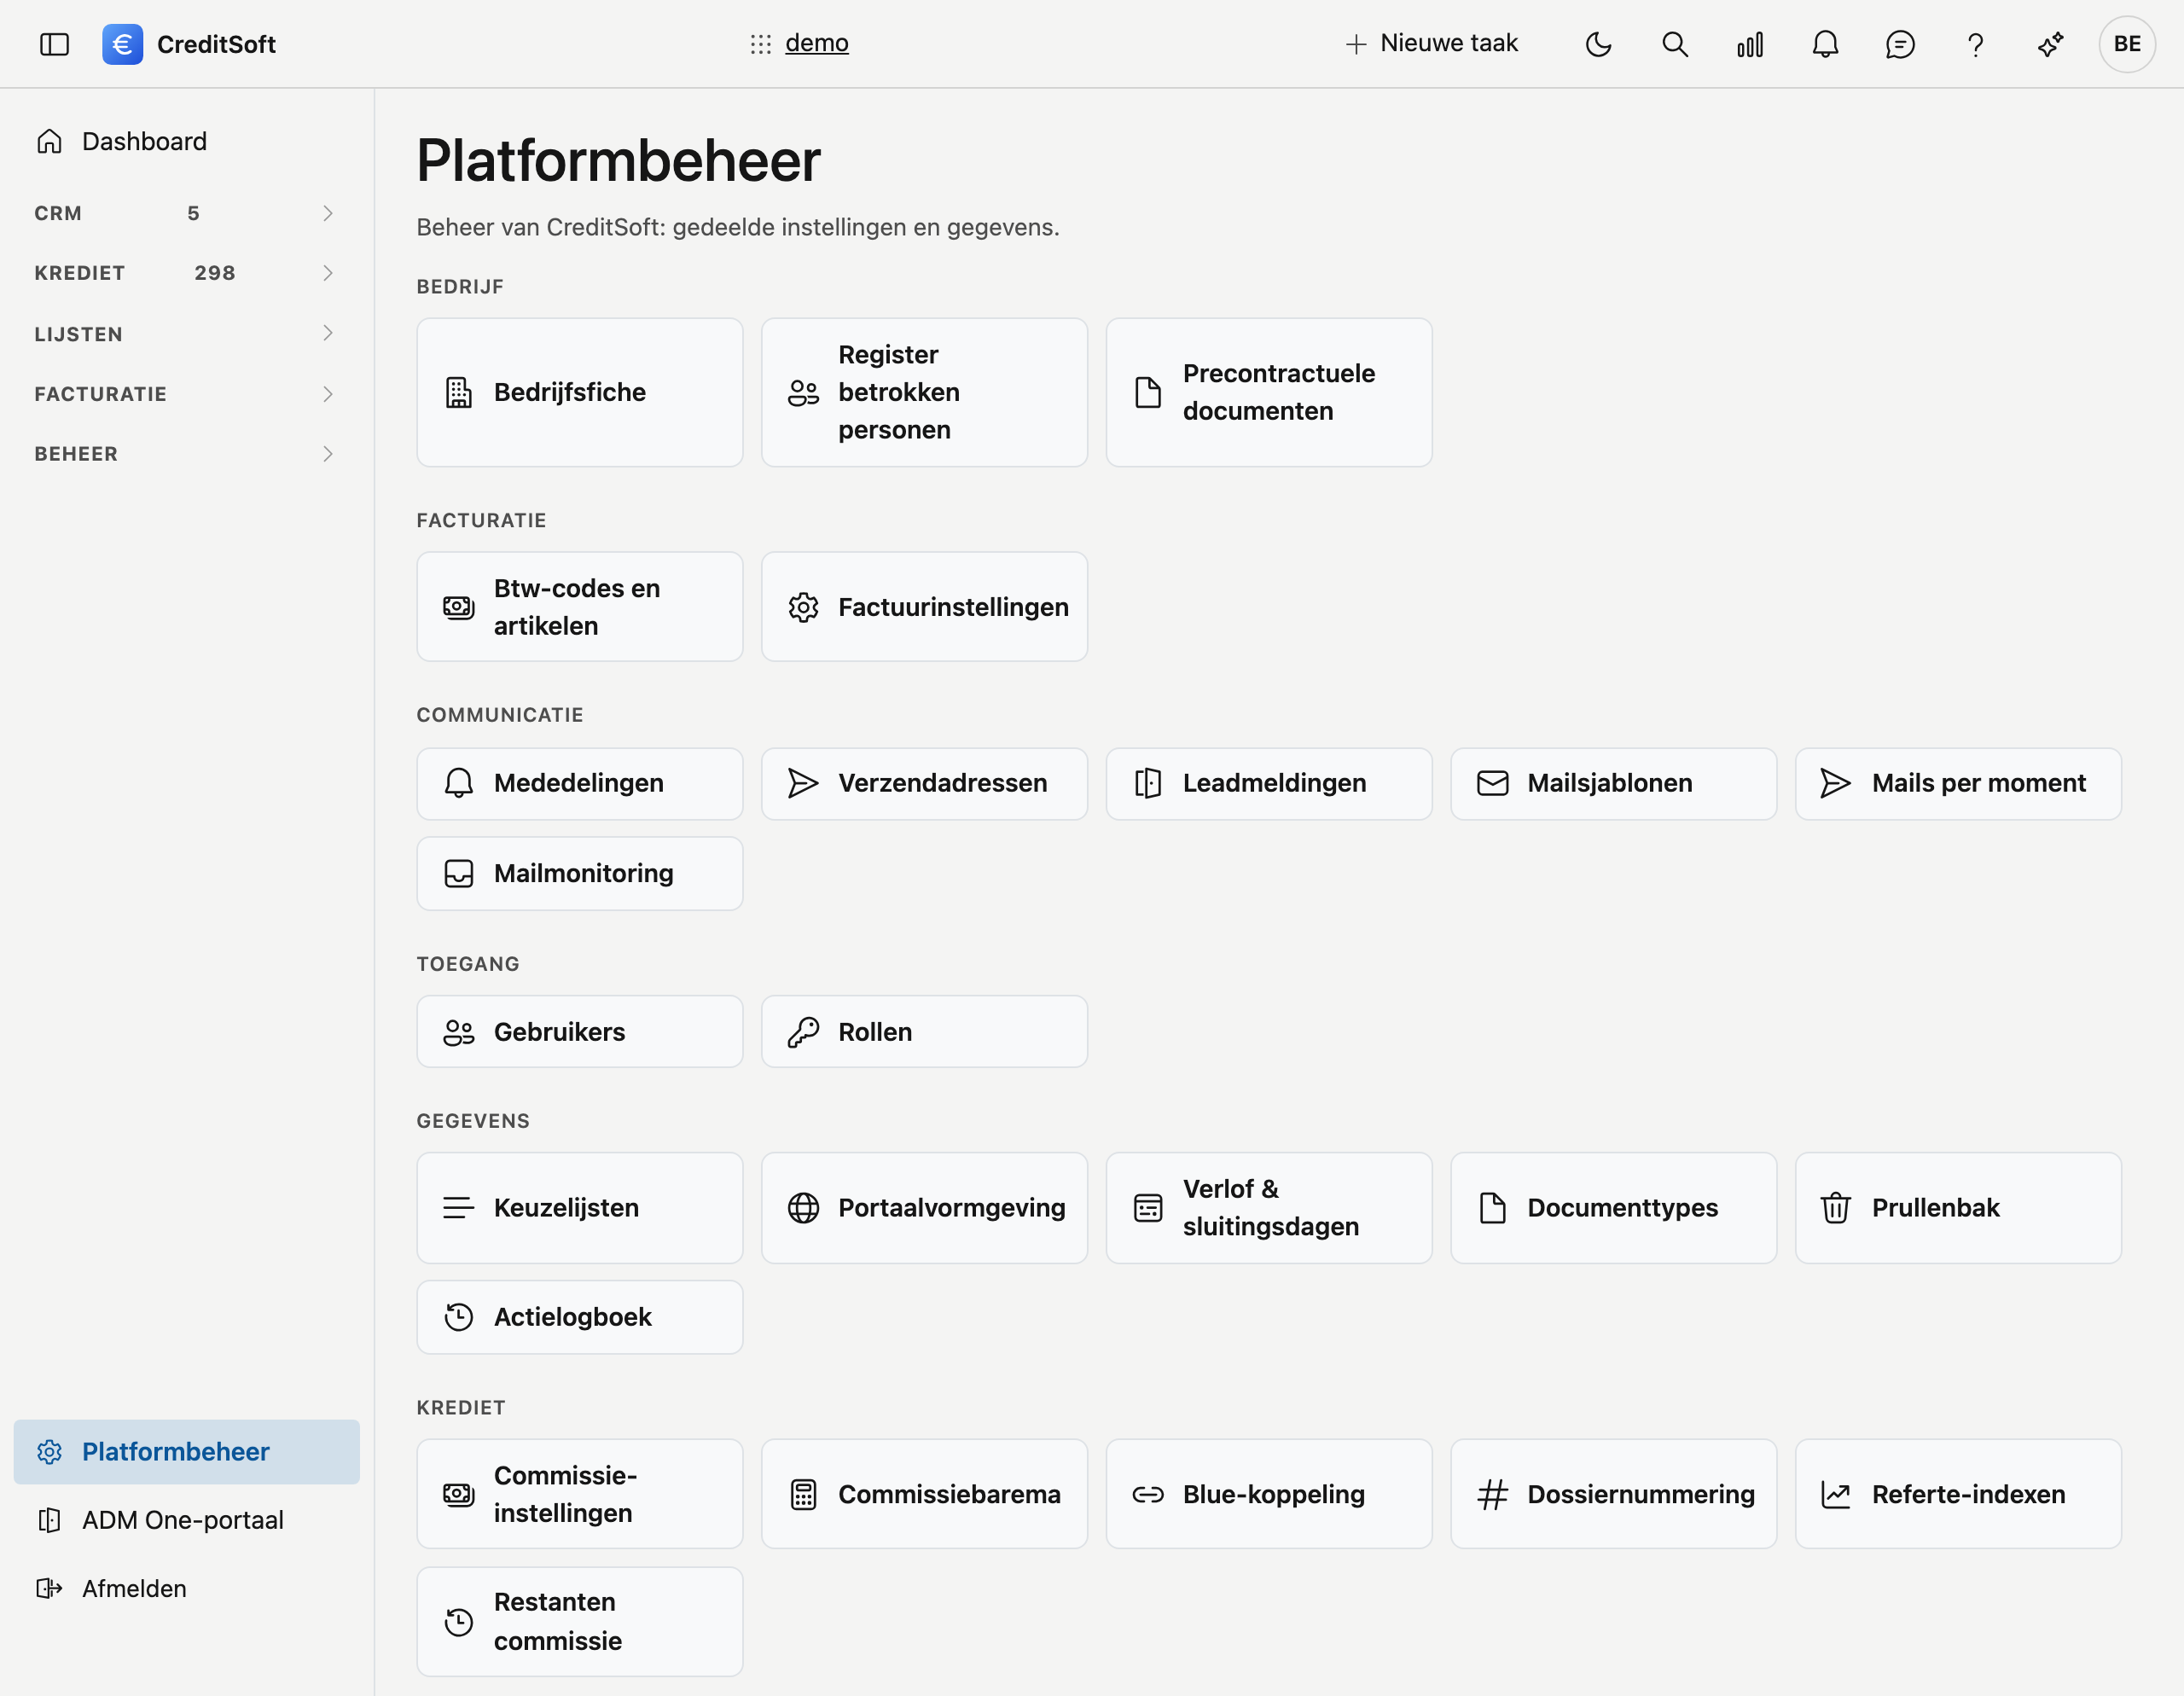 € CreditSoft
demo
Nieuwe taak
BE
Dashboard
CRM 5
KREDIET 298
LIJSTEN
FACTURATIE
BEHEER
Platformbeheer
ADM One-portaal
Afmelden
Platformbeheer
Beheer van CreditSoft: gedeelde instellingen en gegevens.
BEDRIJF
Bedrijfsfiche
Register
betrokken
personen
Precontractuele
documenten
FACTURATIE
Btw-codes en
artikelen
Factuurinstellingen
COMMUNICATIE
Mededelingen
Verzendadressen
Leadmeldingen
Mailsjablonen
Mails per moment
Mailmonitoring
TOEGANG
Gebruikers
Rollen
GEGEVENS
Keuzelijsten
Portaalvormgeving
Verlof &
sluitingsdagen
Documenttypes
Prullenbak
Actielogboek
KREDIET
Commissie-
instellingen
Commissiebarema
Blue-koppeling
Dossiernummering
Referte-indexen
Restanten
commissie